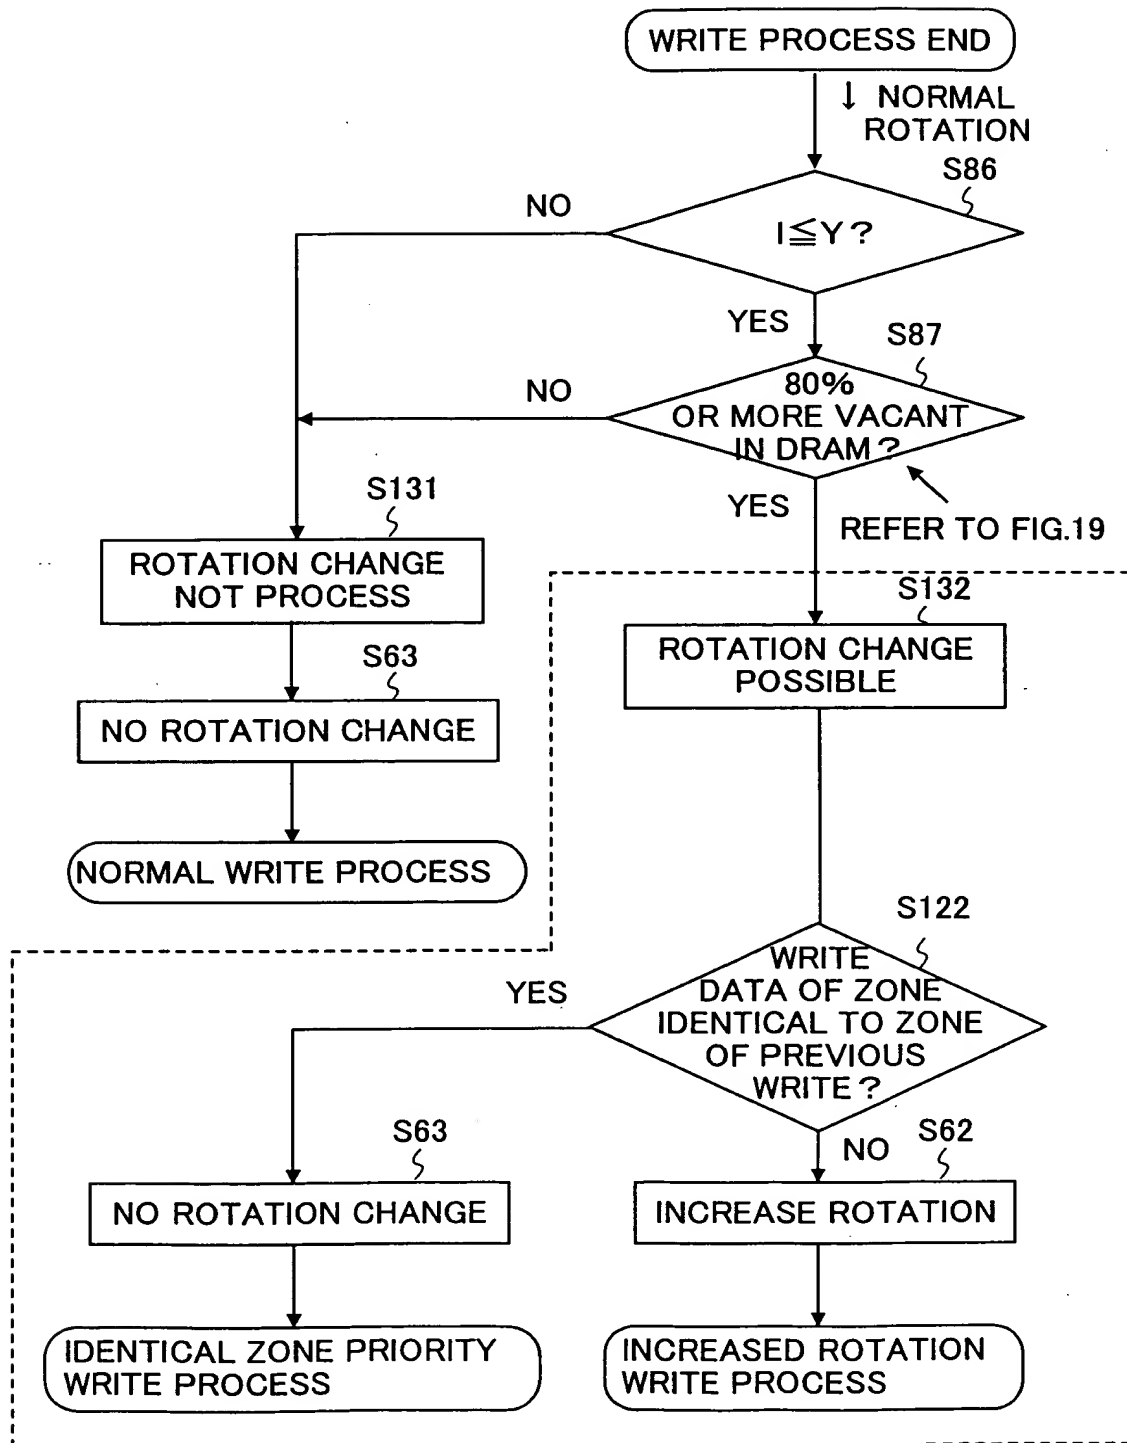 WRITE PROCESS END
↓ NORMAL
ROTATION
S86
NO
I≦Y?
YES
S87
NO
80%
OR MORE VACANT
IN DRAM?
YES
REFER TO FIG.19
S131
ROTATION CHANGE
NOT PROCESS
S132
ROTATION CHANGE
POSSIBLE
S63
NO ROTATION CHANGE
NORMAL WRITE PROCESS
S122
YES
WRITE
DATA OF ZONE
IDENTICAL TO ZONE
OF PREVIOUS
WRITE?
S63
NO
S62
NO ROTATION CHANGE
INCREASE ROTATION
IDENTICAL ZONE PRIORITY
WRITE PROCESS
INCREASED ROTATION
WRITE PROCESS